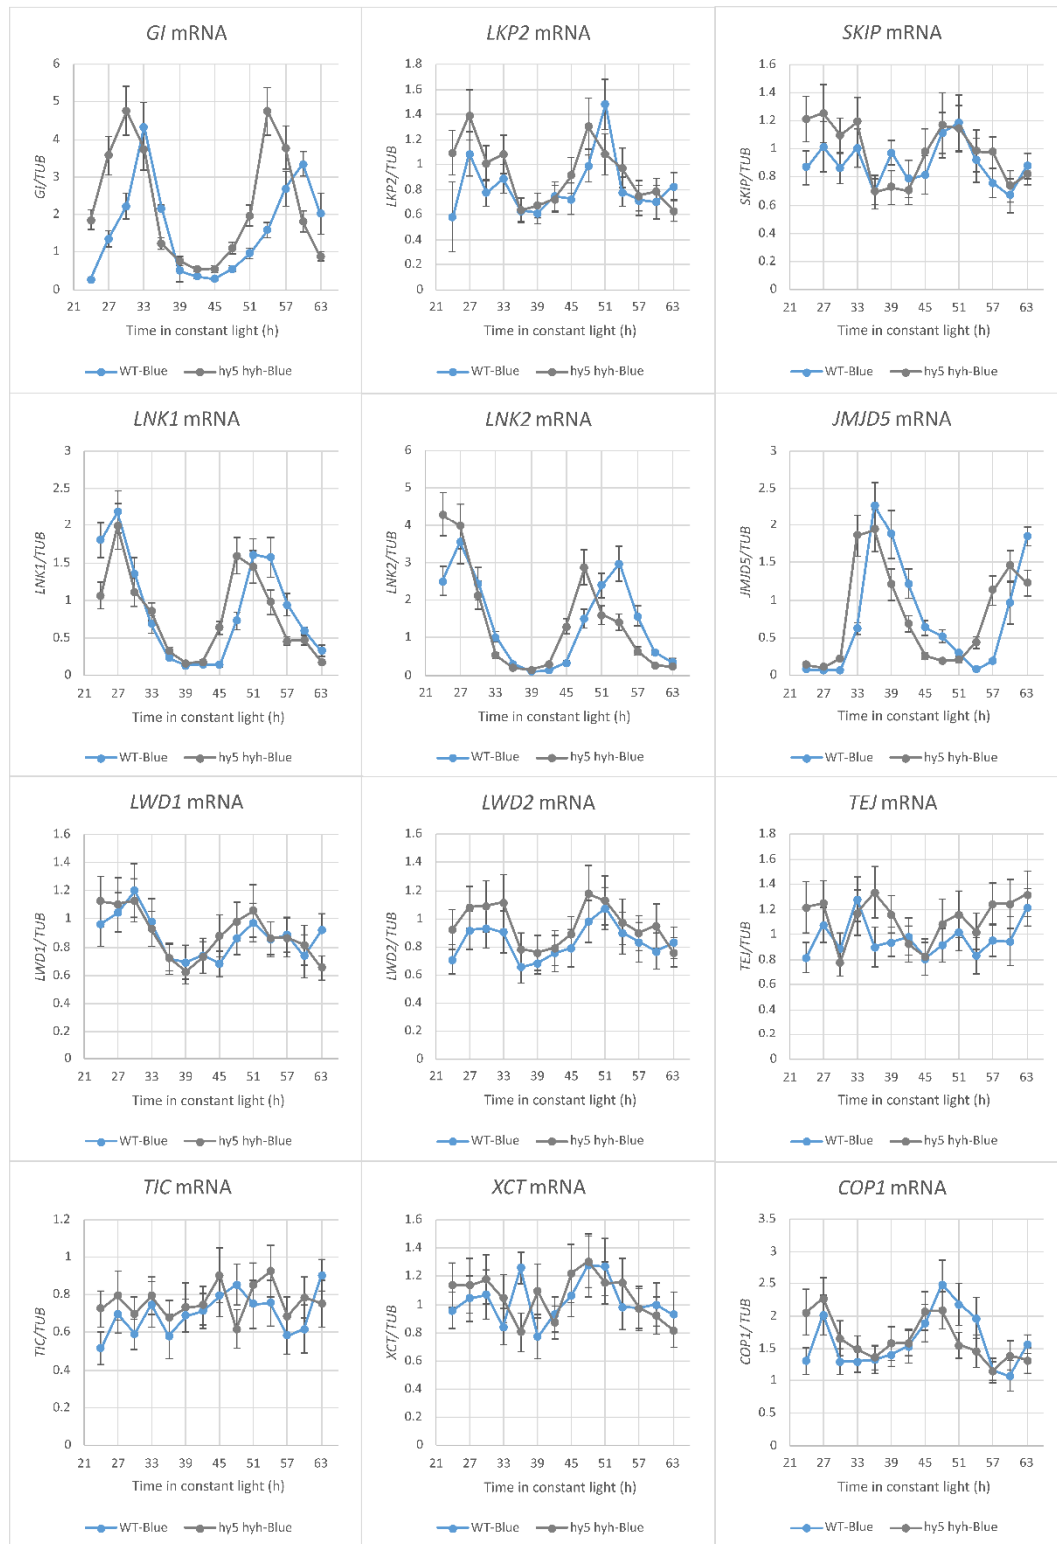 GI mRNA
6
5
4
3
2
1
0
GI/TUB
21 27 33 39 45 51 57 63
Time in constant light (h)
WT-Blue hy5 hyh-Blue
LKP2 mRNA
1.8
1.6
1.4
1.2
1
0.8
0.6
0.4
0.2
0
LKP2/TUB
21 27 33 39 45 51 57 63
Time in constant light (h)
WT-Blue hy5 hyh-Blue
SKIP mRNA
1.6
1.4
1.2
1
0.8
0.6
0.4
0.2
0
SKIP/TUB
21 27 33 39 45 51 57 63
Time in constant light (h)
WT-Blue hy5 hyh-Blue
LNK1 mRNA
3
2.5
2
1.5
1
0.5
0
LNK1/TUB
21 27 33 39 45 51 57 63
Time in constant light (h)
WT-Blue hy5 hyh-Blue
LNK2 mRNA
6
5
4
3
2
1
0
LNK2/TUB
21 27 33 39 45 51 57 63
Time in constant light (h)
WT-Blue hy5 hyh-Blue
JMJD5 mRNA
3
2.5
2
1.5
1
0.5
0
JMJD5/TUB
21 27 33 39 45 51 57 63
Time in constant light (h)
WT-Blue hy5 hyh-Blue
LWD1 mRNA
1.6
1.4
1.2
1
0.8
0.6
0.4
0.2
0
LWD1/TUB
21 27 33 39 45 51 57 63
Time in constant light (h)
WT-Blue hy5 hyh-Blue
LWD2 mRNA
1.6
1.4
1.2
1
0.8
0.6
0.4
0.2
0
LWD2/TUB
21 27 33 39 45 51 57 63
Time in constant light (h)
WT-Blue hy5 hyh-Blue
TEJ mRNA
1.8
1.6
1.4
1.2
1
0.8
0.6
0.4
0.2
0
TEJ/TUB
21 27 33 39 45 51 57 63
Time in constant light (h)
WT-Blue hy5 hyh-Blue
TIC mRNA
1.2
1
0.8
0.6
0.4
0.2
0
TIC/TUB
21 27 33 39 45 51 57 63
Time in constant light (h)
WT-Blue hy5 hyh-Blue
XCT mRNA
1.6
1.4
1.2
1
0.8
0.6
0.4
0.2
0
XCT/TUB
21 27 33 39 45 51 57 63
Time in constant light (h)
WT-Blue hy5 hyh-Blue
COP1 mRNA
3.5
3
2.5
2
1.5
1
0.5
0
COP1/TUB
21 27 33 39 45 51 57 63
Time in constant light (h)
WT-Blue hy5 hyh-Blue